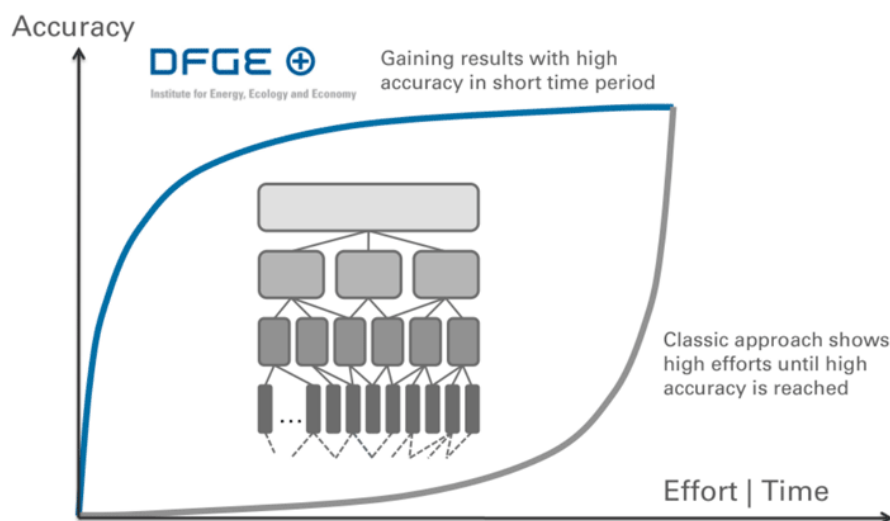 Accuracy
DFGE
Institute for Energy, Ecology and Economy
Gaining results with high
accuracy in short time period
...
Classic approach shows
high efforts until high
accuracy is reached
Effort | Time